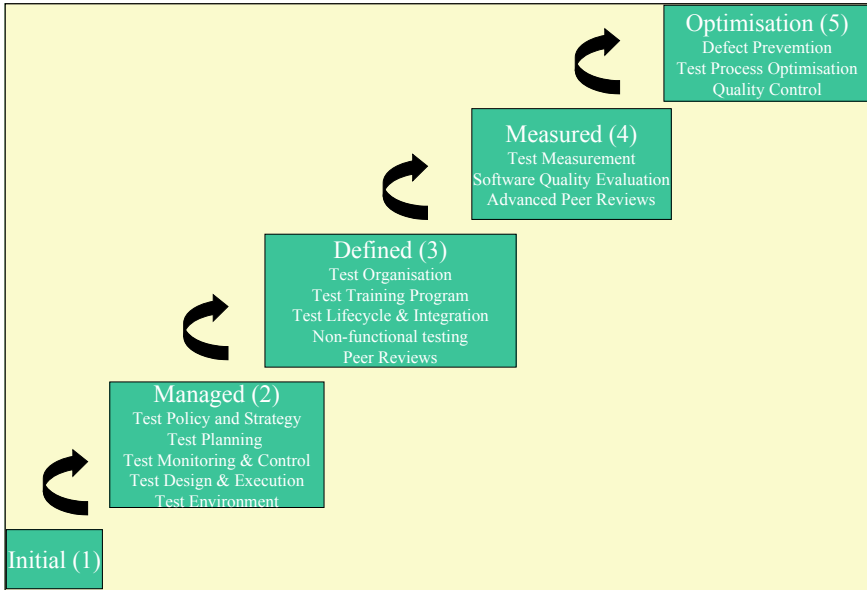 Optimisation (5)
Defect Prevemtion
Test Process Optimisation
Quality Control
Measured (4)
Test Measurement
Software Quality Evaluation
Advanced Peer Reviews
Defined (3)
Test Organisation
Test Training Program
Test Lifecycle & Integration
Non-functional testing
Peer Reviews
Managed (2)
Test Policy and Strategy
Test Planning
Test Monitoring & Control
Test Design & Execution
Test Environment
Initial (1)